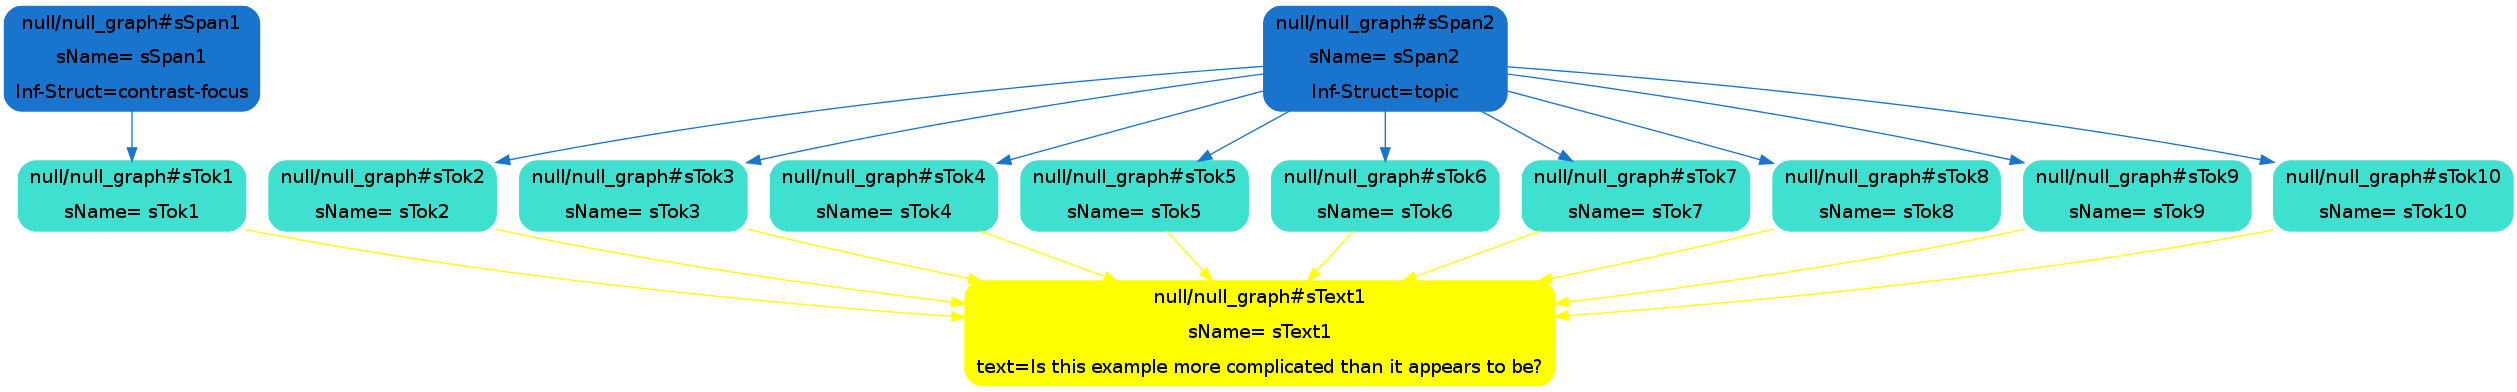 null/null_graph#sSpan1
sName= sSpan1
Inf-Struct=contrast-focus
null/null_graph#sSpan2
sName= sSpan2
Inf-Struct=topic
null/null_graph#sTok1
sName= sTok1
null/null_graph#sTok2
sName= sTok2
null/null_graph#sTok3
sName= sTok3
null/null_graph#sTok4
sName= sTok4
null/null_graph#sTok5
sName= sTok5
null/null_graph#sTok6
sName= sTok6
null/null_graph#sTok7
sName= sTok7
null/null_graph#sTok8
sName= sTok8
null/null_graph#sTok9
sName= sTok9
null/null_graph#sTok10
sName= sTok10
null/null_graph#sText1
sName= sText1
text=Is this example more complicated than it appears to be?